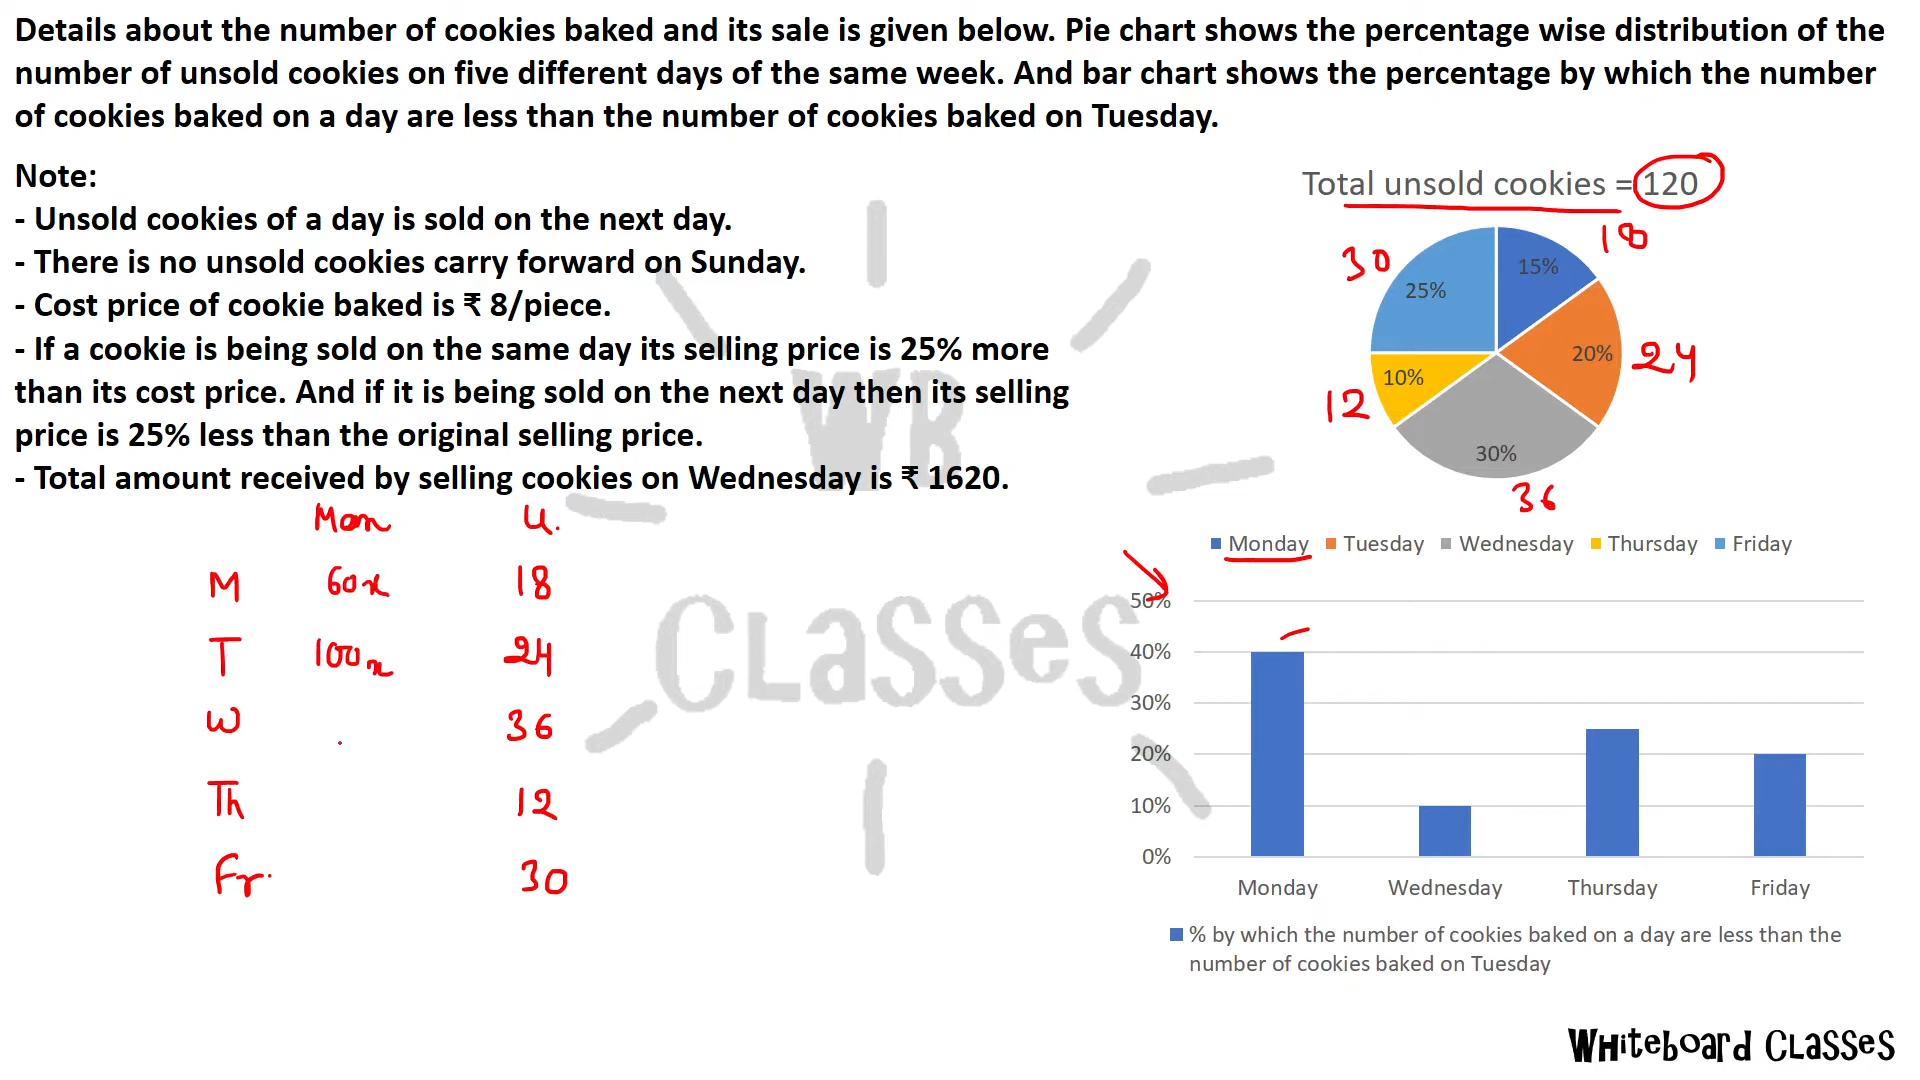 Details about the number of cookies baked and its sale is given below. Pie chart shows the percentage wise distribution of the
number of unsold cookies on five different days of the same week. And bar chart shows the percentage by which the number
of cookies baked on a day are less than the number of cookies baked on Tuesday.
Note:
- Unsold cookies of a day is sold on the next day.
- There is no unsold cookies carry forward on Sunday.
- Cost price of cookie baked is ₹ 8/piece.
- If a cookie is being sold on the same day its selling price is 25% more
than its cost price. And if it is being sold on the next day then its selling
price is 25% less than the original selling price.
- Total amount received by selling cookies on Wednesday is ₹ 1620.
Total unsold cookies = 120
18
30
15%
25%
20%
24
10%
12
30%
36
Monday Tuesday Wednesday Thursday Friday
Man U.
M 60x 18
T 100x 24
W 36
Th 12
Fr. 30
50%
40%
30%
20%
10%
0%
Monday Wednesday Thursday Friday
% by which the number of cookies baked on a day are less than the
number of cookies baked on Tuesday
WB
CLaSSeS
WHiteboard CLaSSeS